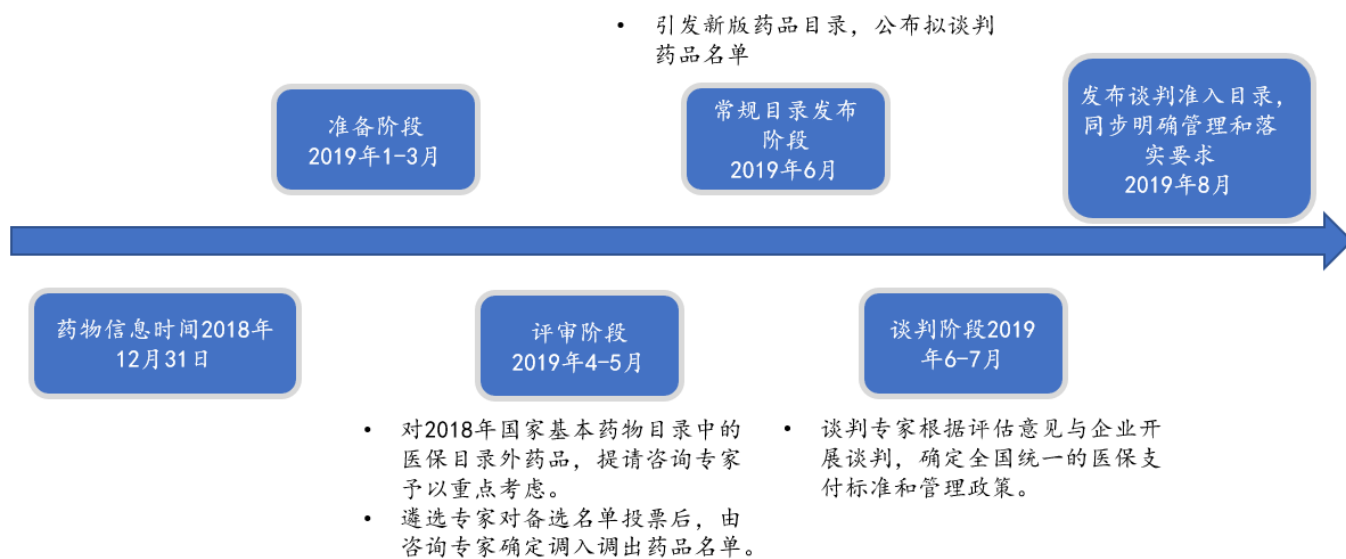 • 引发新版药品目录，公布拟谈判
药品名单
准备阶段
2019年1-3月
常规目录发布
阶段
2019年6月
发布谈判准入目录，
同步明确管理和落
实要求
2019年8月
药物信息时间2018年
12月31日
评审阶段
2019年4-5月
谈判阶段2019
年6-7月
• 对2018年国家基本药物目录中的
医保目录外药品，提请咨询专家
予以重点考虑。
• 遴选专家对备选名单投票后，由
咨询专家确定调入调出药品名单。
• 谈判专家根据评估意见与企业开
展谈判，确定全国统一的医保支
付标准和管理政策。